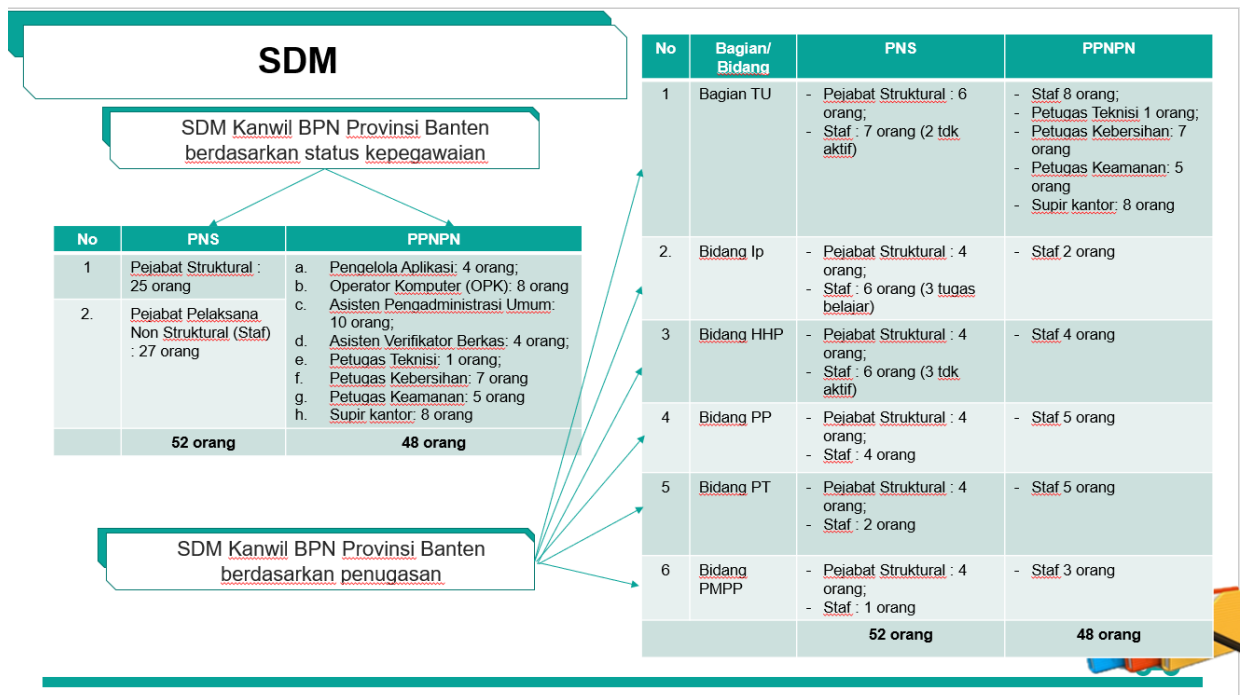 SDM
SDM Kanwil BPN Provinsi Banten
berdasarkan status kepegawaian
No PNS PPNPN
1 Pejabat Struktural :
25 orang
2. Pejabat Pelaksana
Non Struktural (Staf)
: 27 orang
a. Pengelola Aplikasi: 4 orang;
b. Operator Komputer (OPK): 8 orang
c. Asisten Pengadministrasi Umum:
10 orang;
d. Asisten Verifikator Berkas: 4 orang;
e. Petugas Teknisi: 1 orang;
f. Petugas Kebersihan: 7 orang
g. Petugas Keamanan: 5 orang
h. Supir kantor: 8 orang
52 orang 48 orang
SDM Kanwil BPN Provinsi Banten
berdasarkan penugasan
No Bagian/
Bidang PNS PPNPN
1 Bagian TU
- Pejabat Struktural : 6
orang;
- Staf : 7 orang (2 tdk
aktif)
- Staf 8 orang;
- Petugas Teknisi 1 orang;
- Petugas Kebersihan: 7
orang
- Petugas Keamanan: 5
orang
- Supir kantor: 8 orang
2. Bidang Ip
- Pejabat Struktural : 4
orang;
- Staf : 6 orang (3 tugas
belajar)
- Staf 2 orang
3 Bidang HHP
- Pejabat Struktural : 4
orang;
- Staf : 6 orang (3 tdk
aktif)
- Staf 4 orang
4 Bidang PP
- Pejabat Struktural : 4
orang;
- Staf : 4 orang
- Staf 5 orang
5 Bidang PT
- Pejabat Struktural : 4
orang;
- Staf : 2 orang
- Staf 5 orang
6 Bidang
PMPP
- Pejabat Struktural : 4
orang;
- Staf : 1 orang
- Staf 3 orang
52 orang 48 orang